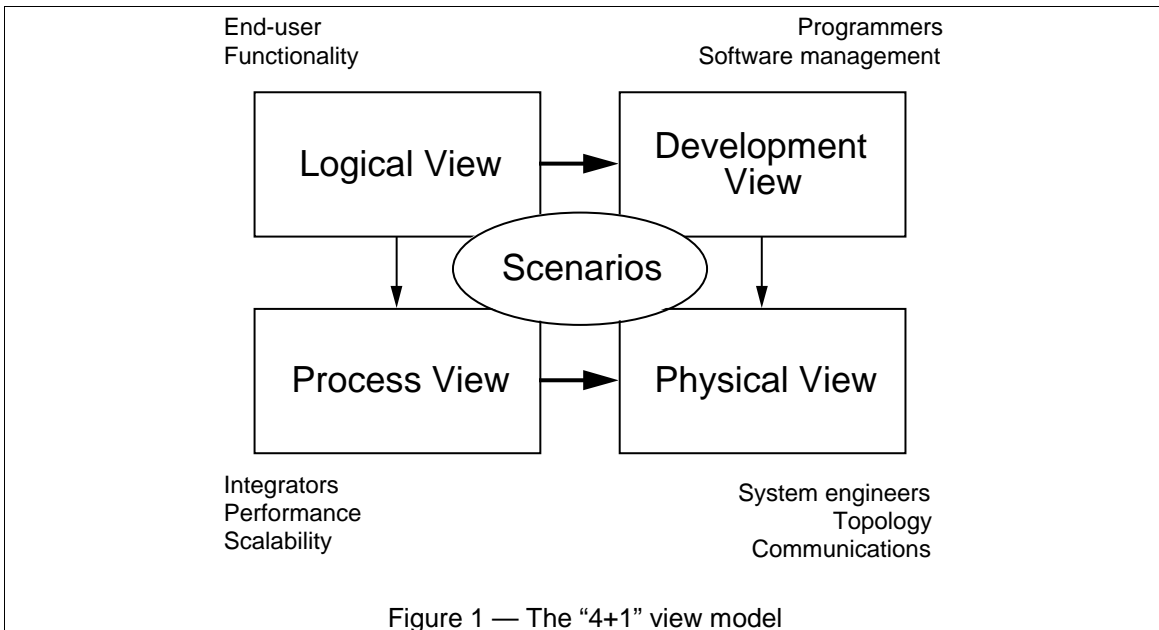 End-user
Functionality
Programmers
Software management
Logical View
Development
View
Scenarios
Process View
Physical View
Integrators
Performance
Scalability
System engineers
Topology
Communications
Figure 1 — The “4+1” view model